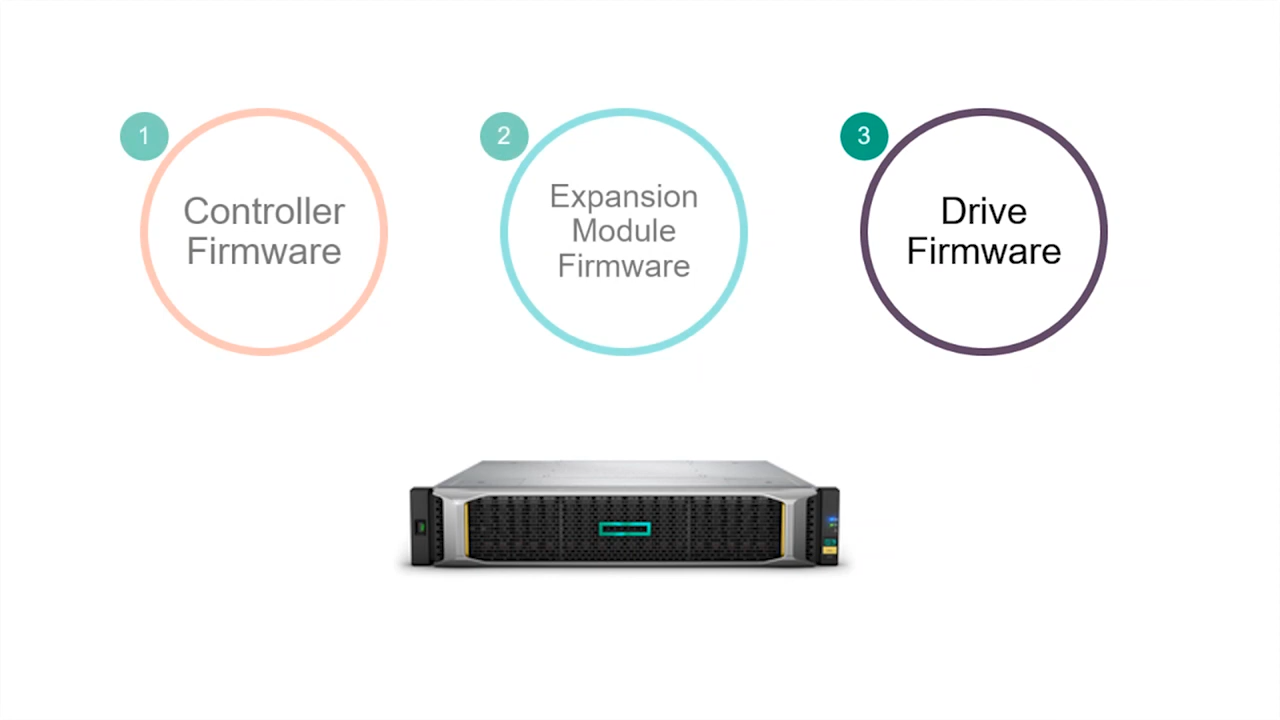 1
Controller
Firmware
2
Expansion
Module
Firmware
3
Drive
Firmware